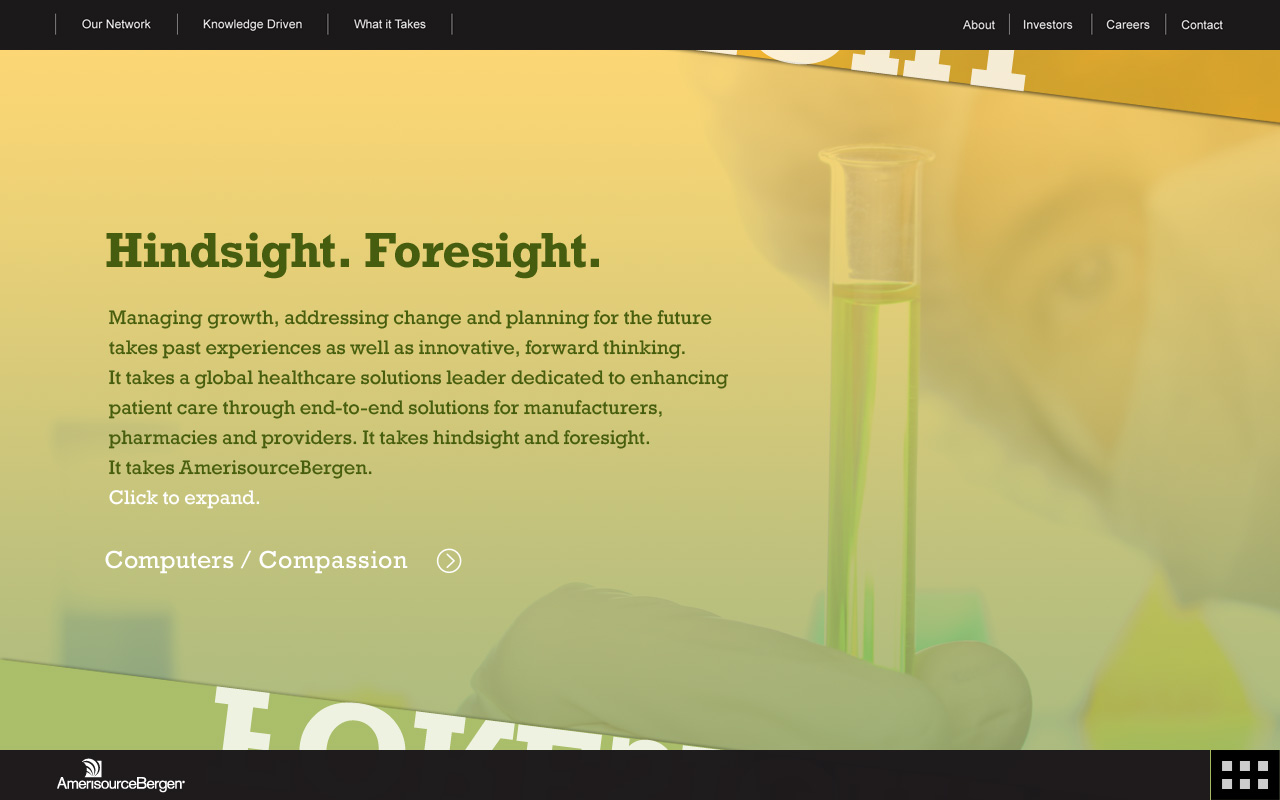 Our Network
Knowledge Driven
What it Takes
About
Investors
Careers
Contact
Hindsight. Foresight.
Managing growth, addressing change and planning for the future
takes past experiences as well as innovative, forward thinking.
It takes a global healthcare solutions leader dedicated to enhancing
patient care through end-to-end solutions for manufacturers,
pharmacies and providers. It takes hindsight and foresight.
It takes AmerisourceBergen.
Click to expand.
Computers / Compassion
AmerisourceBergen